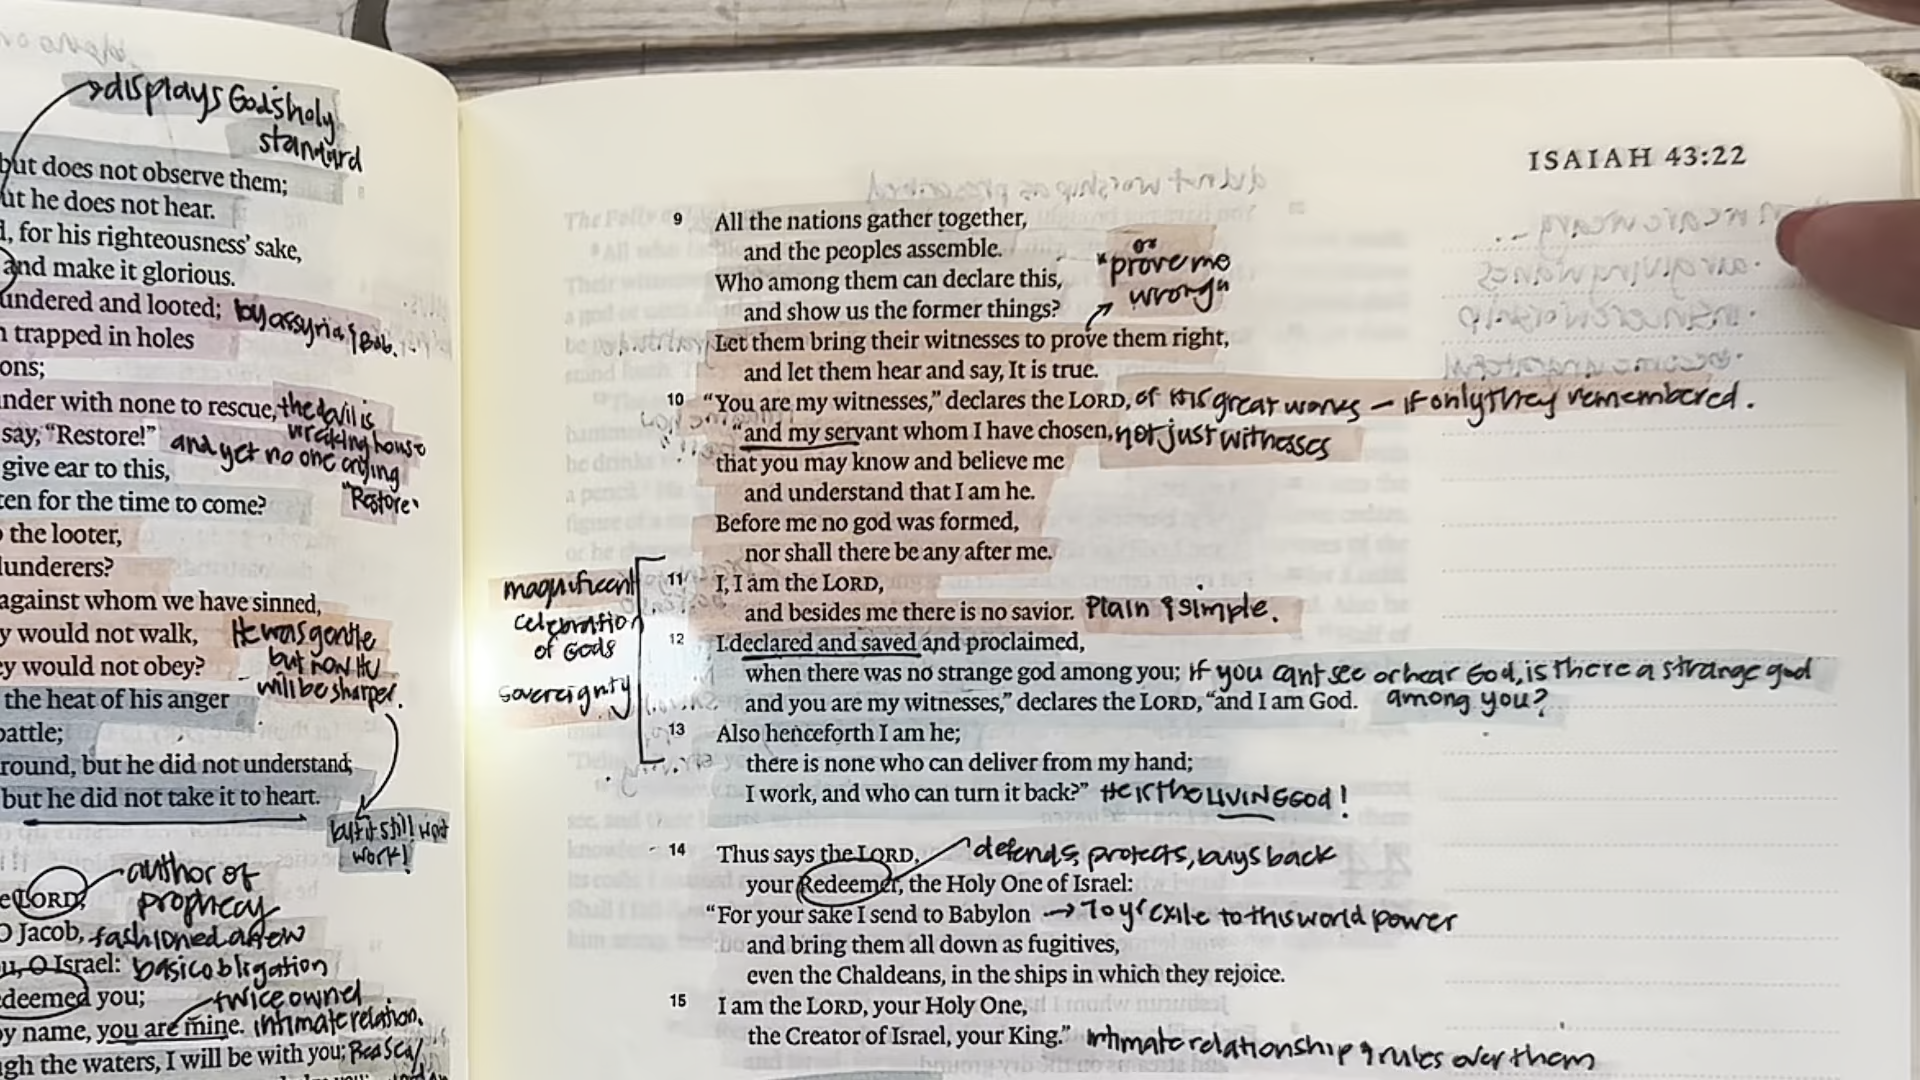 displays God's holy
standard
but does not observe them;
ut he does not hear.
, for his righteousness' sake,
and make it glorious.
undered and looted; by assyria & Bab.
trapped in holes
ons;
nder with none to rescue, the devil is
wrecking house
say, "Restore!" and yet no one crying
"Restore"
give ear to this,
ten for the time to come?
the looter,
lunderers?
against whom we have sinned,
y would not walk, He was gentle
but now He
ey would not obey? will be sharper.
the heat of his anger
battle;
round, but he did not understand;
but he did not take it to heart.
but it still won't
work!
author of
prophecy
e LORD,
O Jacob, fashioned anew
u, O Israel: basic obligation
deemed you; twice owned
by name, you are mine. intimate relation.
ugh the waters, I will be with you; Red Sea/
ISAIAH 43:22
9 All the nations gather together,
and the peoples assemble.
or
"prove me
wrong"
Who among them can declare this,
and show us the former things?
Let them bring their witnesses to prove them right,
and let them hear and say, It is true.
10 "You are my witnesses," declares the LORD, of His great works – if only they remembered.
"and my servant whom I have chosen, not just witnesses
that you may know and believe me
and understand that I am he.
Before me no god was formed,
nor shall there be any after me.
magnificent
celebration
of Gods
sovereignty
11 I, I am the LORD,
and besides me there is no savior. Plain & simple.
12 I declared and saved and proclaimed,
when there was no strange god among you; if you cant see or hear God, is there a strange god
among you?
and you are my witnesses," declares the LORD, "and I am God.
13 Also henceforth I am he;
there is none who can deliver from my hand;
I work, and who can turn it back?" He is the LIVING God!
14 Thus says the LORD, defends, protects, buys back
your Redeemer, the Holy One of Israel:
"For your sake I send to Babylon → 70 yr exile to this world power
and bring them all down as fugitives,
even the Chaldeans, in the ships in which they rejoice.
15 I am the LORD, your Holy One,
the Creator of Israel, your King." intimate relationship & rules over them